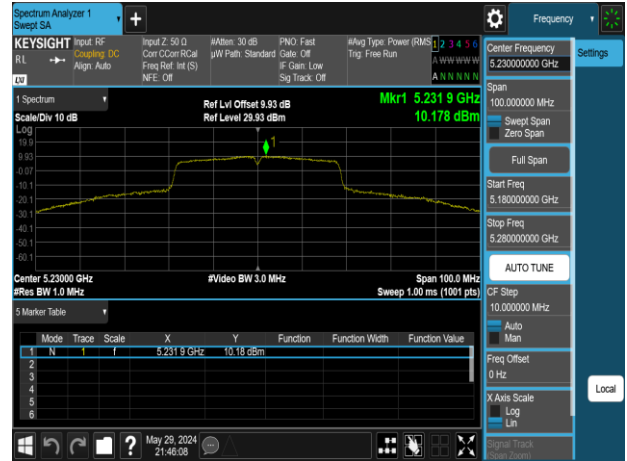 Spectrum Analyzer 1
Swept SA
+
Frequency
KEYSIGHT
Input: RF
Coupling: DC
Align: Auto
RL
LXI
Input Z: 50 Ω
Corr CCorr RCal
Freq Ref: Int (S)
NFE: Off
#Atten: 30 dB
µW Path: Standard
PNO: Fast
Gate: Off
IF Gain: Low
Sig Track: Off
#Avg Type: Power (RMS
Trig: Free Run
1 2 3 4 5 6
A WW WW W
A N N N N N
1 Spectrum
Scale/Div 10 dB
Ref Lvl Offset 9.93 dB
Ref Level 29.93 dBm
Mkr1 5.231 9 GHz
10.178 dBm
Log
19.9
9.93
-0.07
-10.1
-20.1
-30.1
-40.1
-50.1
-60.1
1
Center 5.23000 GHz
#Video BW 3.0 MHz
Span 100.0 MHz
#Res BW 1.0 MHz
Sweep 1.00 ms (1001 pts)
5 Marker Table
Mode Trace Scale X Y Function Function Width Function Value
1 N 1 f 5.231 9 GHz 10.18 dBm
2
3
4
5
6
?
May 29, 2024
21:46:08
Center Frequency
5.230000000 GHz
Settings
Span
100.000000 MHz
Swept Span
Zero Span
Full Span
Start Freq
5.180000000 GHz
Stop Freq
5.280000000 GHz
AUTO TUNE
CF Step
10.000000 MHz
Auto
Man
Freq Offset
0 Hz
X Axis Scale
Log
Lin
Local
Signal Track
(Span Zoom)